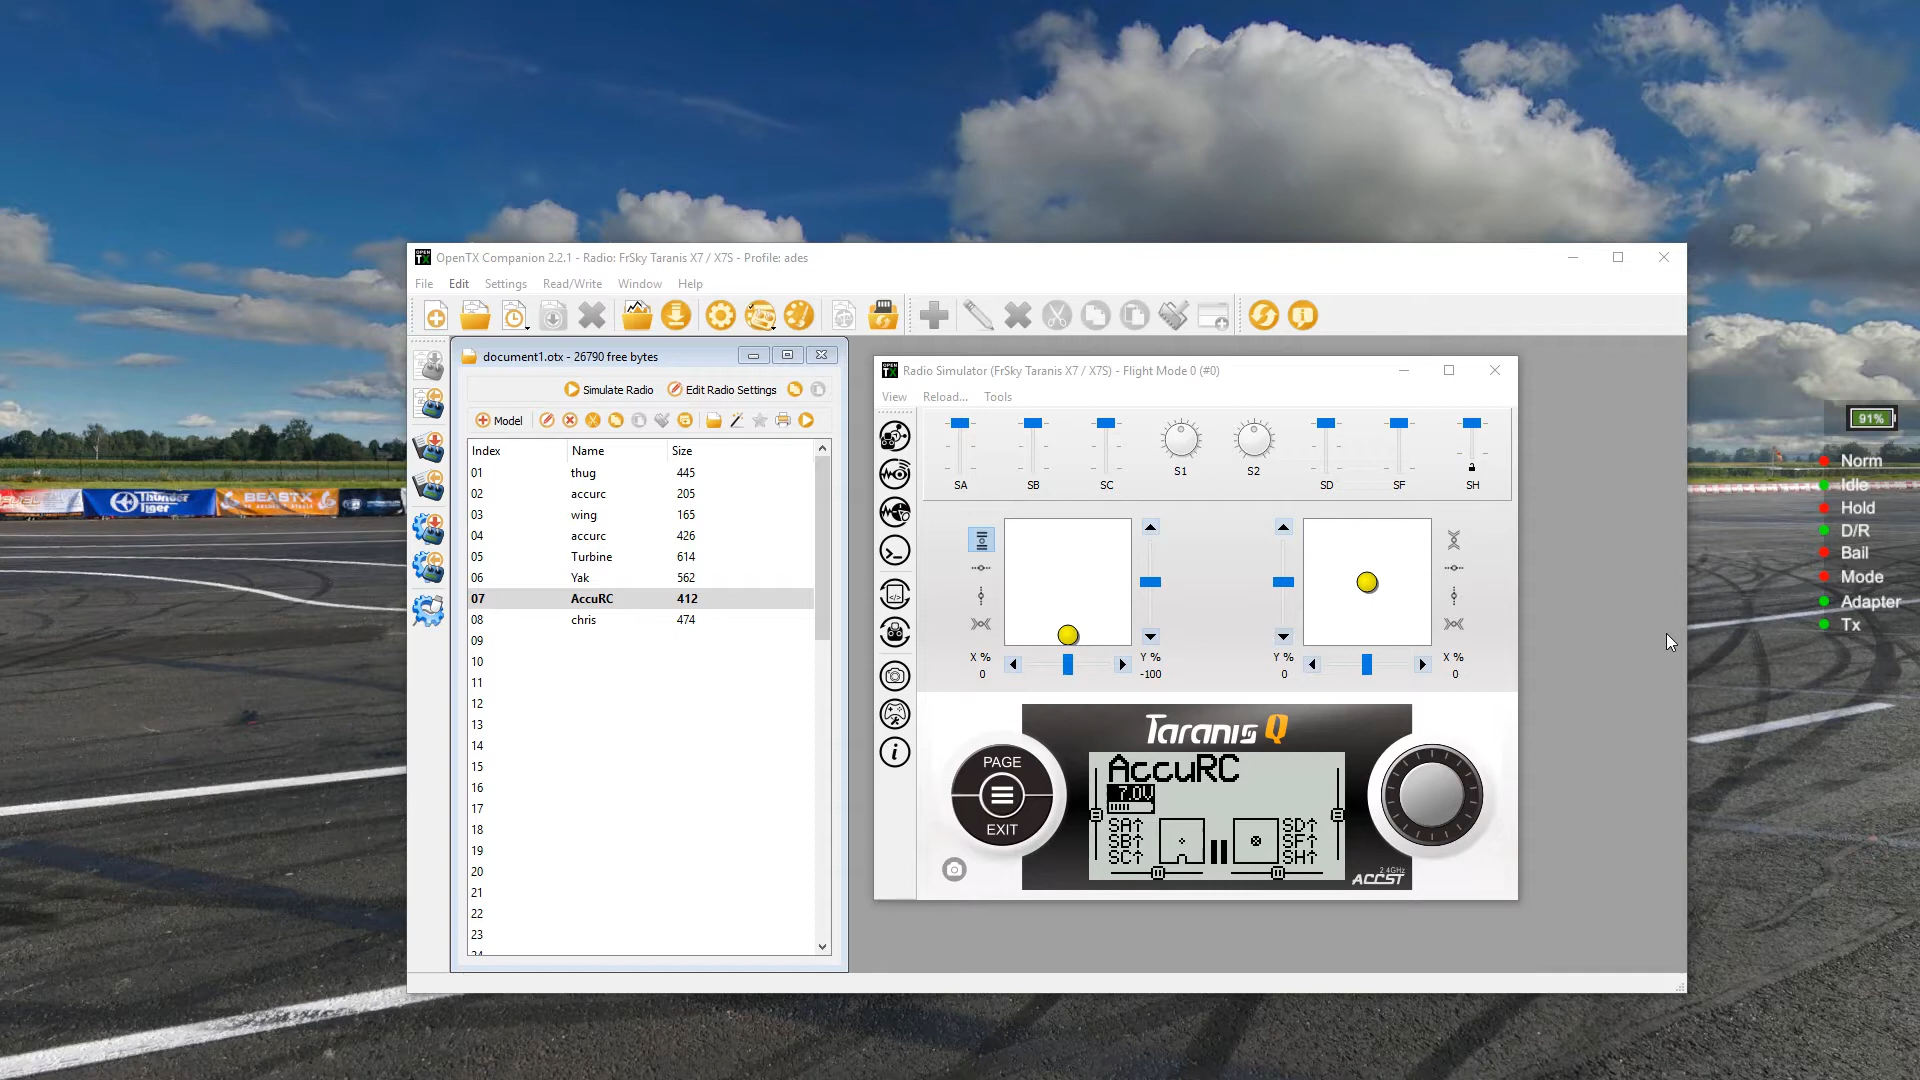 OpenTX Companion 2.2.1 - Radio: FrSky Taranis X7 / X7S - Profile: ades
File Edit Settings Read/Write Window Help
document1.otx - 26790 free bytes
Simulate Radio Edit Radio Settings
Model
Index Name Size
01 thug 445
02 accurc 205
03 wing 165
04 accurc 426
05 Turbine 614
06 Yak 562
07 AccuRC 412
08 chris 474
09
10
11
12
13
14
15
16
17
18
19
20
21
22
23
24
Radio Simulator (FrSky Taranis X7 / X7S) - Flight Mode 0 (#0)
View Reload... Tools
SA SB SC S1 S2 SD SF SH
X % Y % Y % X %
0 -100 0 0
Taranis Q
PAGE
EXIT
AccuRC
7.0V
SA↑ SD↑
SB↑ SF↑
SC↑ SH↑
2.4GHz
ACCST
91%
Norm
Idle
Hold
D/R
Bail
Mode
Adapter
Tx
Thunder
Tiger
BEASTX